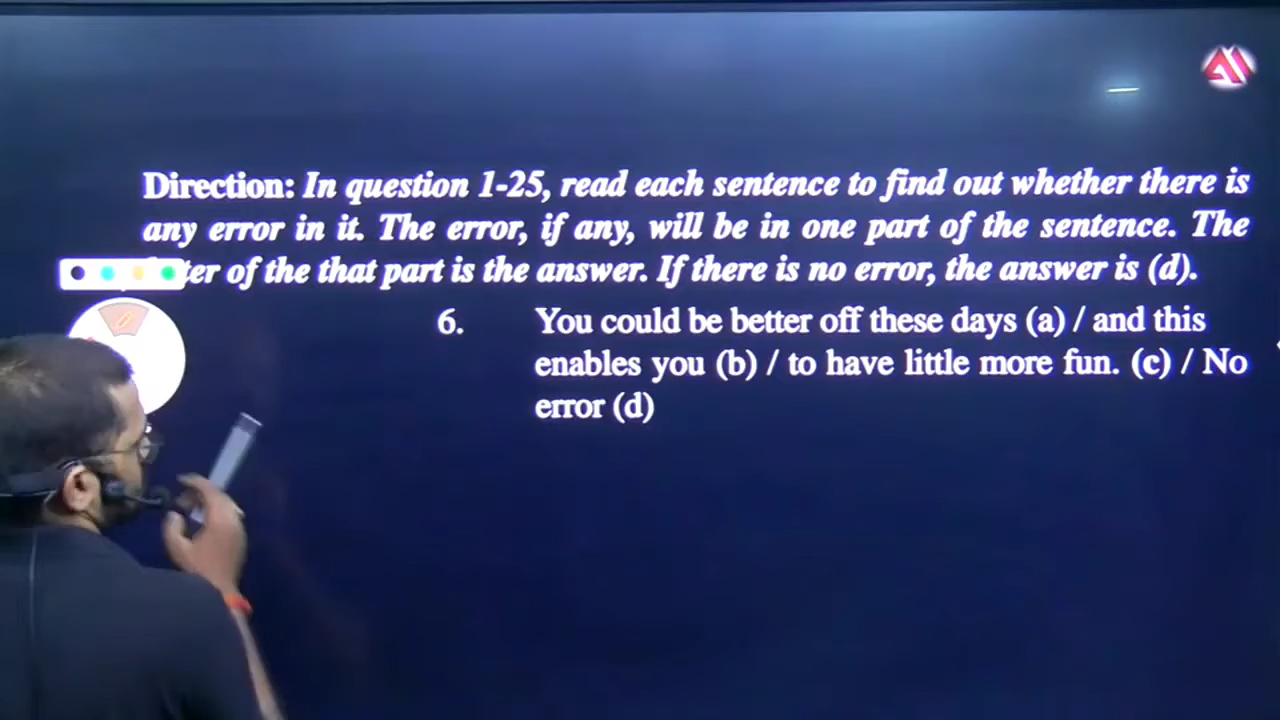 Direction: In question 1-25, read each sentence to find out whether there is
any error in it. The error, if any, will be in one part of the sentence. The
of the that part is the answer. If there is no error, the answer is (d).
6. You could be better off these days (a) / and this
enables you (b) / to have little more fun. (c) / No
error (d)